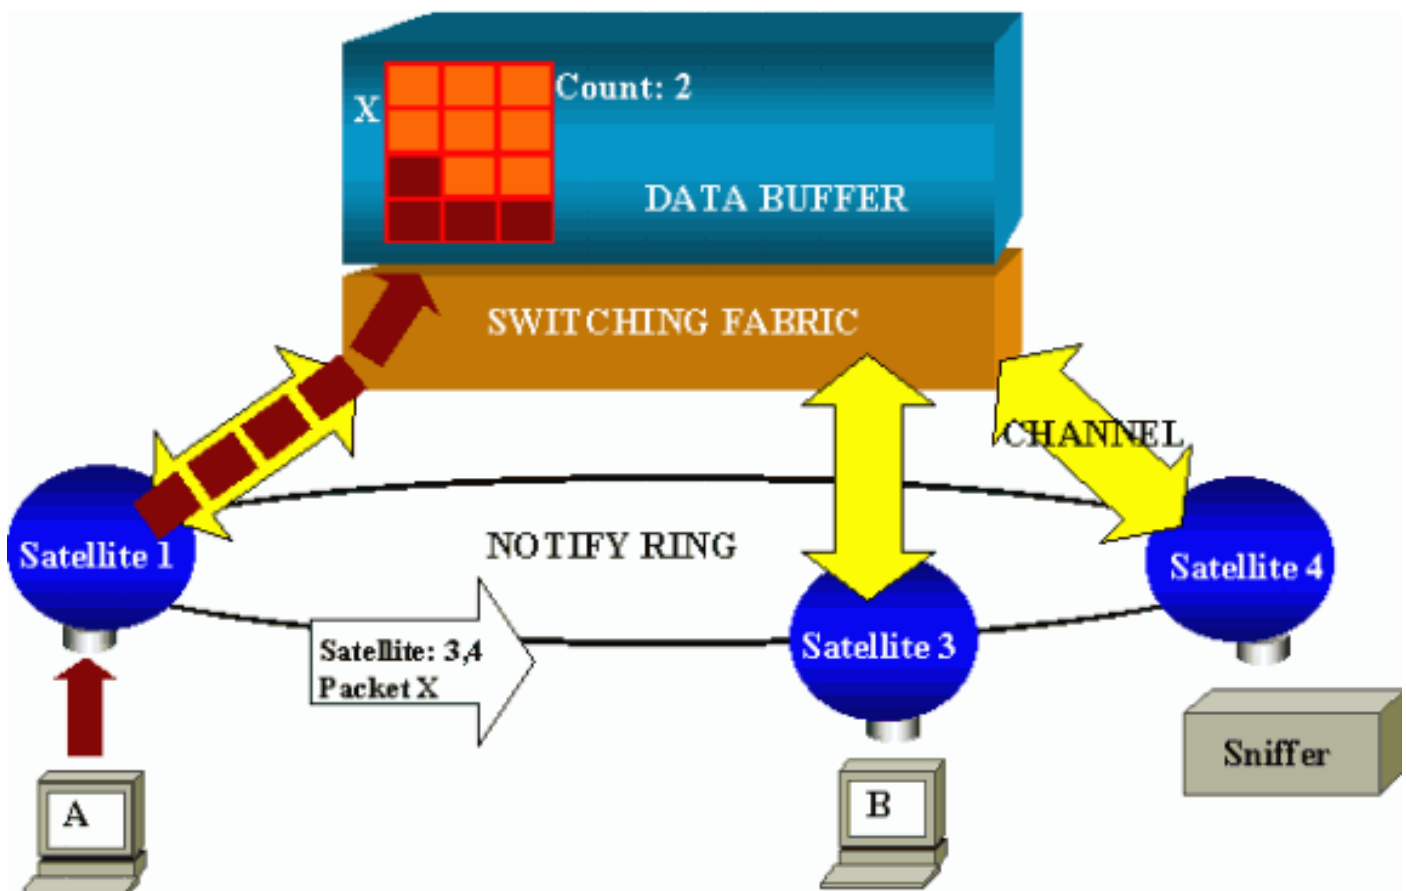 Count: 2
X
DATA BUFFER
SWITCHING FABRIC
CHANNEL
Satellite 1
NOTIFY RING
Satellite 4
Satellite: 3,4
Packet X
Satellite 3
Sniffer
A
B